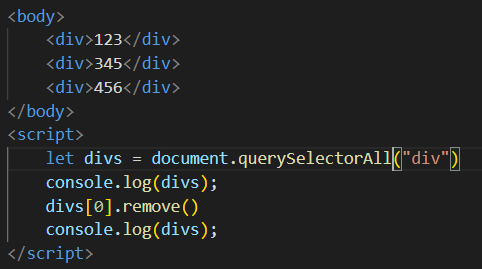 <body>
    <div>123</div>
    <div>345</div>
    <div>456</div>
</body>
<script>
    let divs = document.querySelectorAll("div")
    console.log(divs);
    divs[0].remove()
    console.log(divs);
</script>